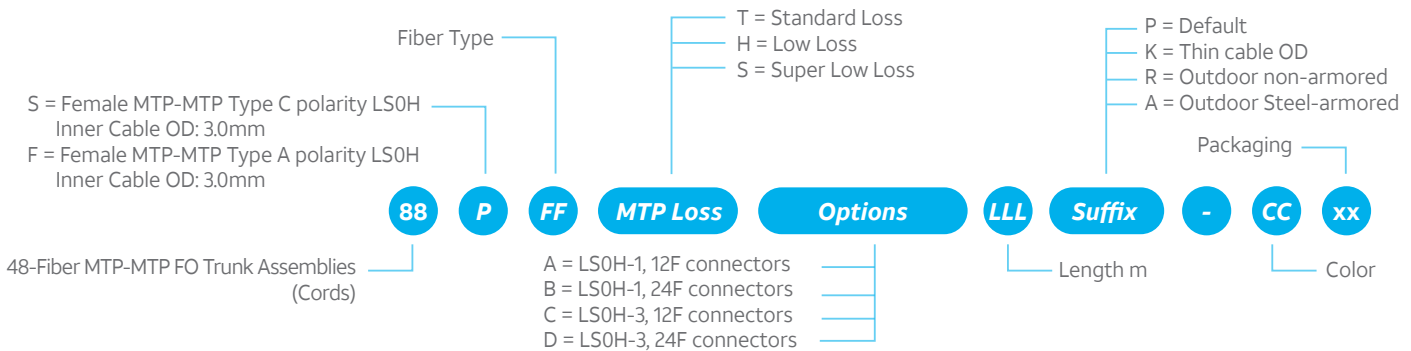 Fiber Type
T = Standard Loss
H = Low Loss
S = Super Low Loss
P = Default
K = Thin cable OD
R = Outdoor non-armored
A = Outdoor Steel-armored
S = Female MTP-MTP Type C polarity LS0H
Inner Cable OD: 3.0mm
F = Female MTP-MTP Type A polarity LS0H
Inner Cable OD: 3.0mm
Packaging
88 P FF MTP Loss Options LLL Suffix - CC xx
48-Fiber MTP-MTP FO Trunk Assemblies
(Cords)
A = LS0H-1, 12F connectors
B = LS0H-1, 24F connectors
C = LS0H-3, 12F connectors
D = LS0H-3, 24F connectors
Length m
Color